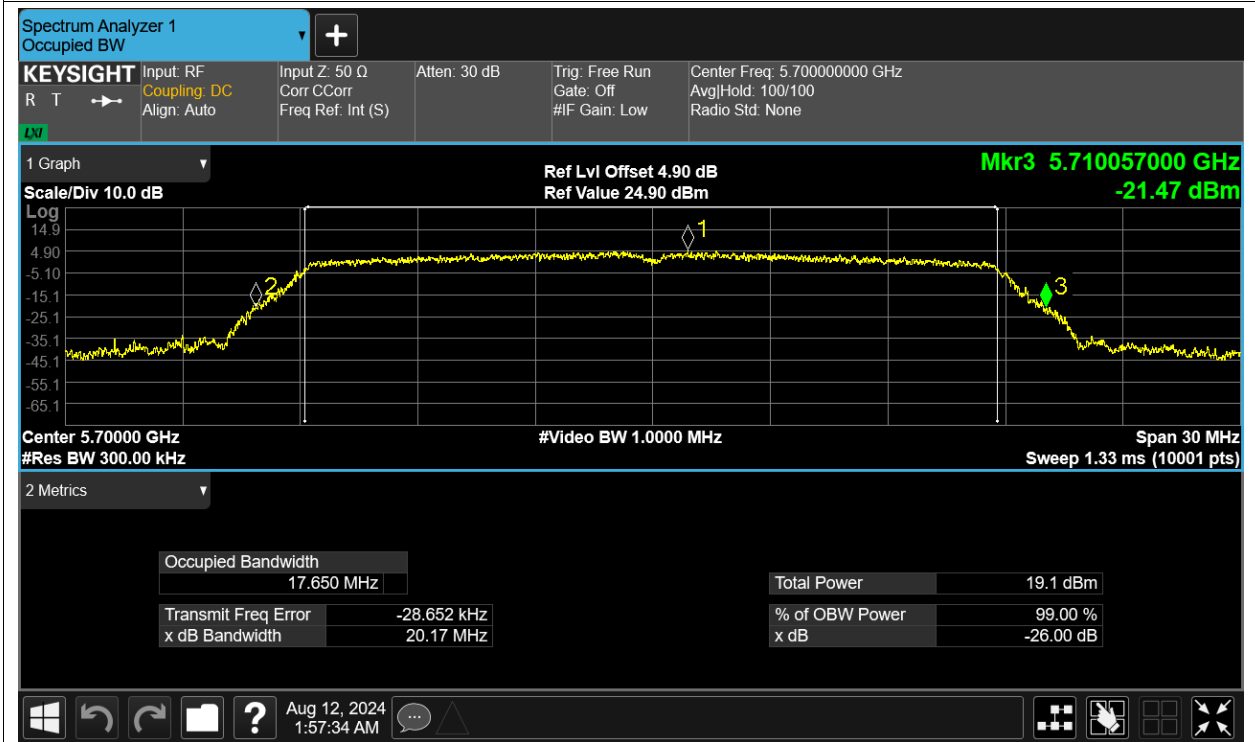 Spectrum Analyzer 1
Occupied BW
KEYSIGHT
R T
LXI
Input: RF
Coupling: DC
Align: Auto
Input Z: 50 Ω
Corr CCorr
Freq Ref: Int (S)
Atten: 30 dB
Trig: Free Run
Gate: Off
#IF Gain: Low
Center Freq: 5.700000000 GHz
Avg|Hold: 100/100
Radio Std: None
1 Graph
Scale/Div 10.0 dB
Ref Lvl Offset 4.90 dB
Ref Value 24.90 dBm
Mkr3 5.710057000 GHz
-21.47 dBm
Log
14.9
4.90
-5.10
-15.1
-25.1
-35.1
-45.1
-55.1
-65.1
1
2
3
Center 5.70000 GHz
#Video BW 1.0000 MHz
Span 30 MHz
#Res BW 300.00 kHz
Sweep 1.33 ms (10001 pts)
2 Metrics
Occupied Bandwidth
17.650 MHz
Transmit Freq Error -28.652 kHz
x dB Bandwidth 20.17 MHz
Total Power 19.1 dBm
% of OBW Power 99.00 %
x dB -26.00 dB
?
Aug 12, 2024
1:57:34 AM